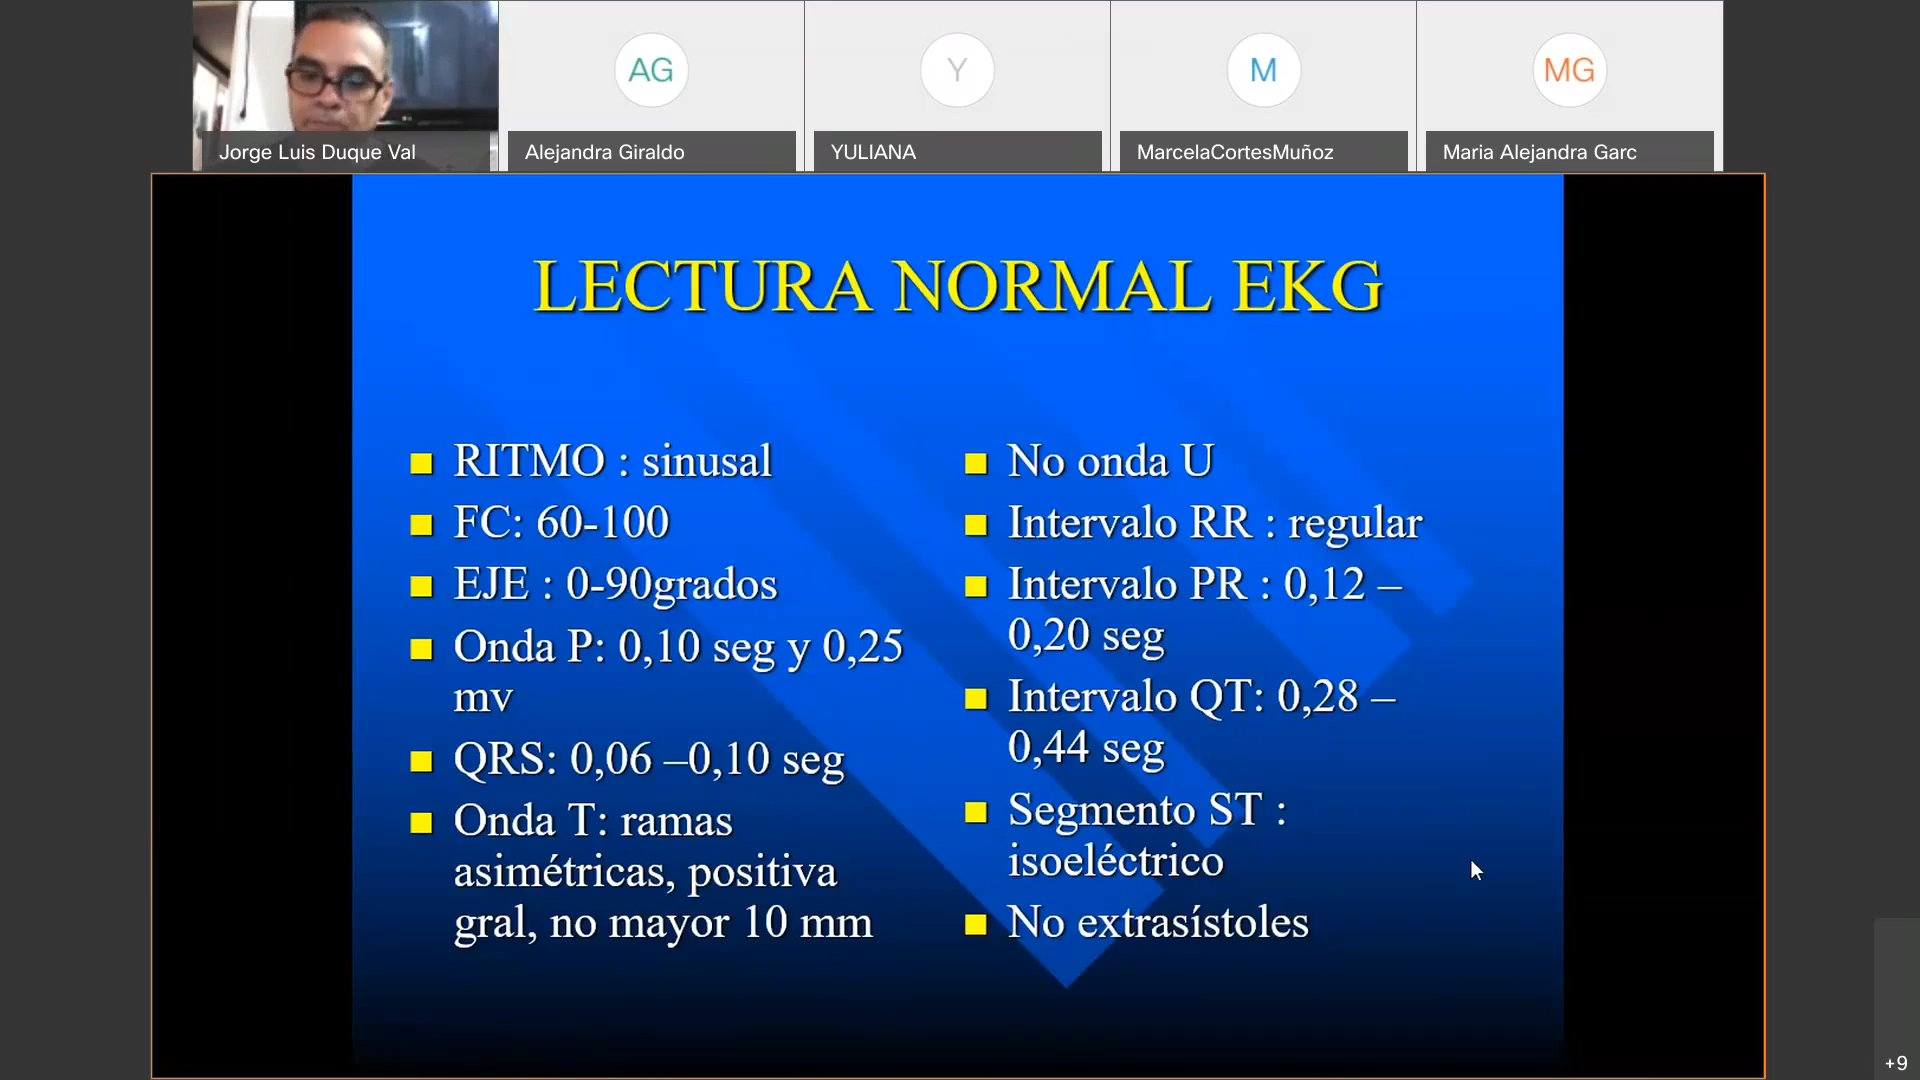 AG
Y
M
MG
Jorge Luis Duque Val
Alejandra Giraldo
YULIANA
MarcelaCortesMuñoz
Maria Alejandra Garc
LECTURA NORMAL EKG
RITMO : sinusal
FC: 60-100
EJE : 0-90grados
Onda P: 0,10 seg y 0,25
mv
QRS: 0,06 –0,10 seg
Onda T: ramas
asimétricas, positiva
gral, no mayor 10 mm
No onda U
Intervalo RR : regular
Intervalo PR : 0,12 –
0,20 seg
Intervalo QT: 0,28 –
0,44 seg
Segmento ST :
isoeléctrico
No extrasístoles
+9